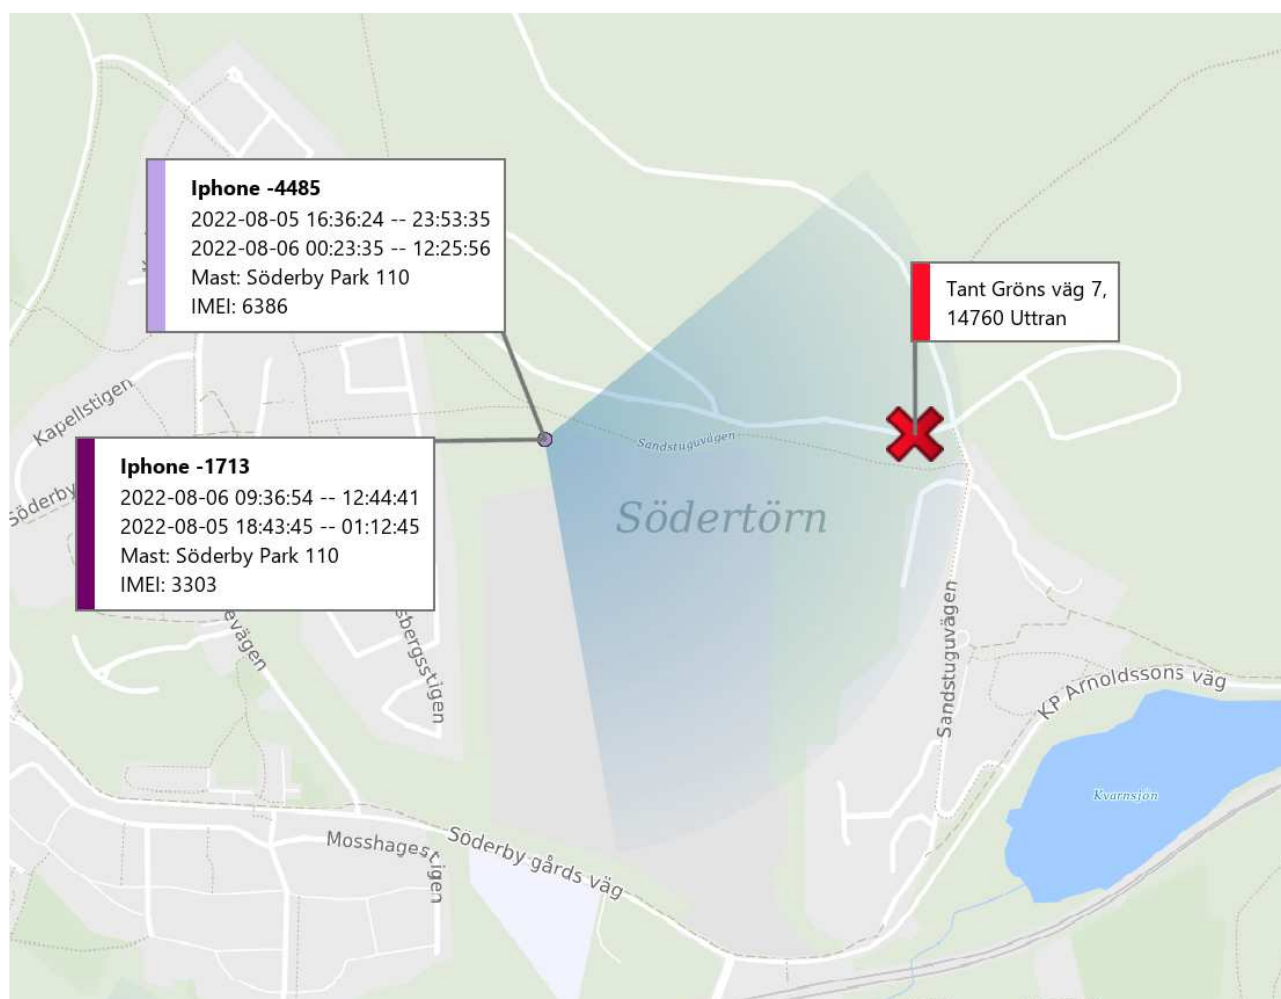 Iphone -4485
2022-08-05 16:36:24 -- 23:53:35
2022-08-06 00:23:35 -- 12:25:56
Mast: Söderby Park 110
IMEI: 6386
Tant Gröns väg 7,
14760 Uttran
Kapellstigen
Sandstuguvägen
Iphone -1713
2022-08-06 09:36:54 -- 12:44:41
2022-08-05 18:43:45 -- 01:12:45
Mast: Söderby Park 110
IMEI: 3303
Söderby
Södertörn
evägen
sbergsstigen
Sandstuguvägen
KP Arnoldssons väg
Kvarnsjön
Mosshagestigen
Söderby gårds väg